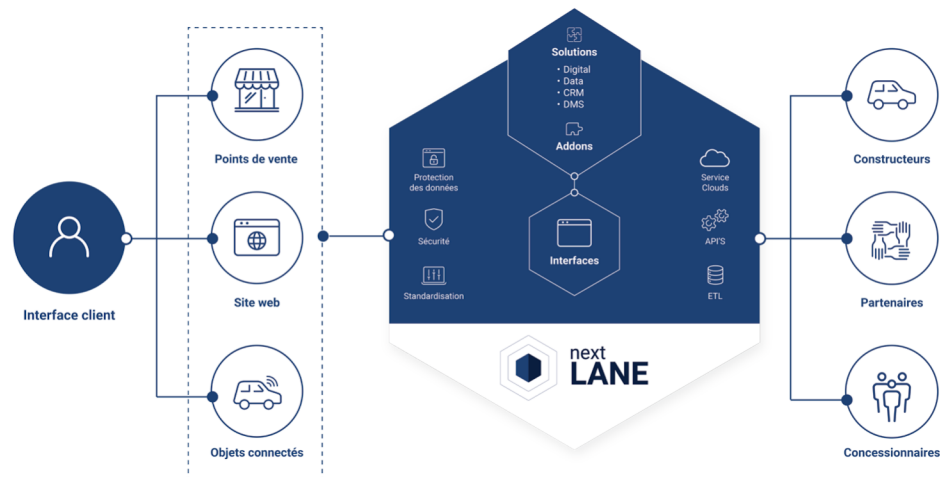 Interface client
Points de vente
Site web
Objets connectés
Solutions
• Digital
• Data
• CRM
• DMS
Addons
Protection
des données
Sécurité
Standardisation
Interfaces
Service
Clouds
API'S
ETL
next
LANE
Constructeurs
Partenaires
Concessionnaires